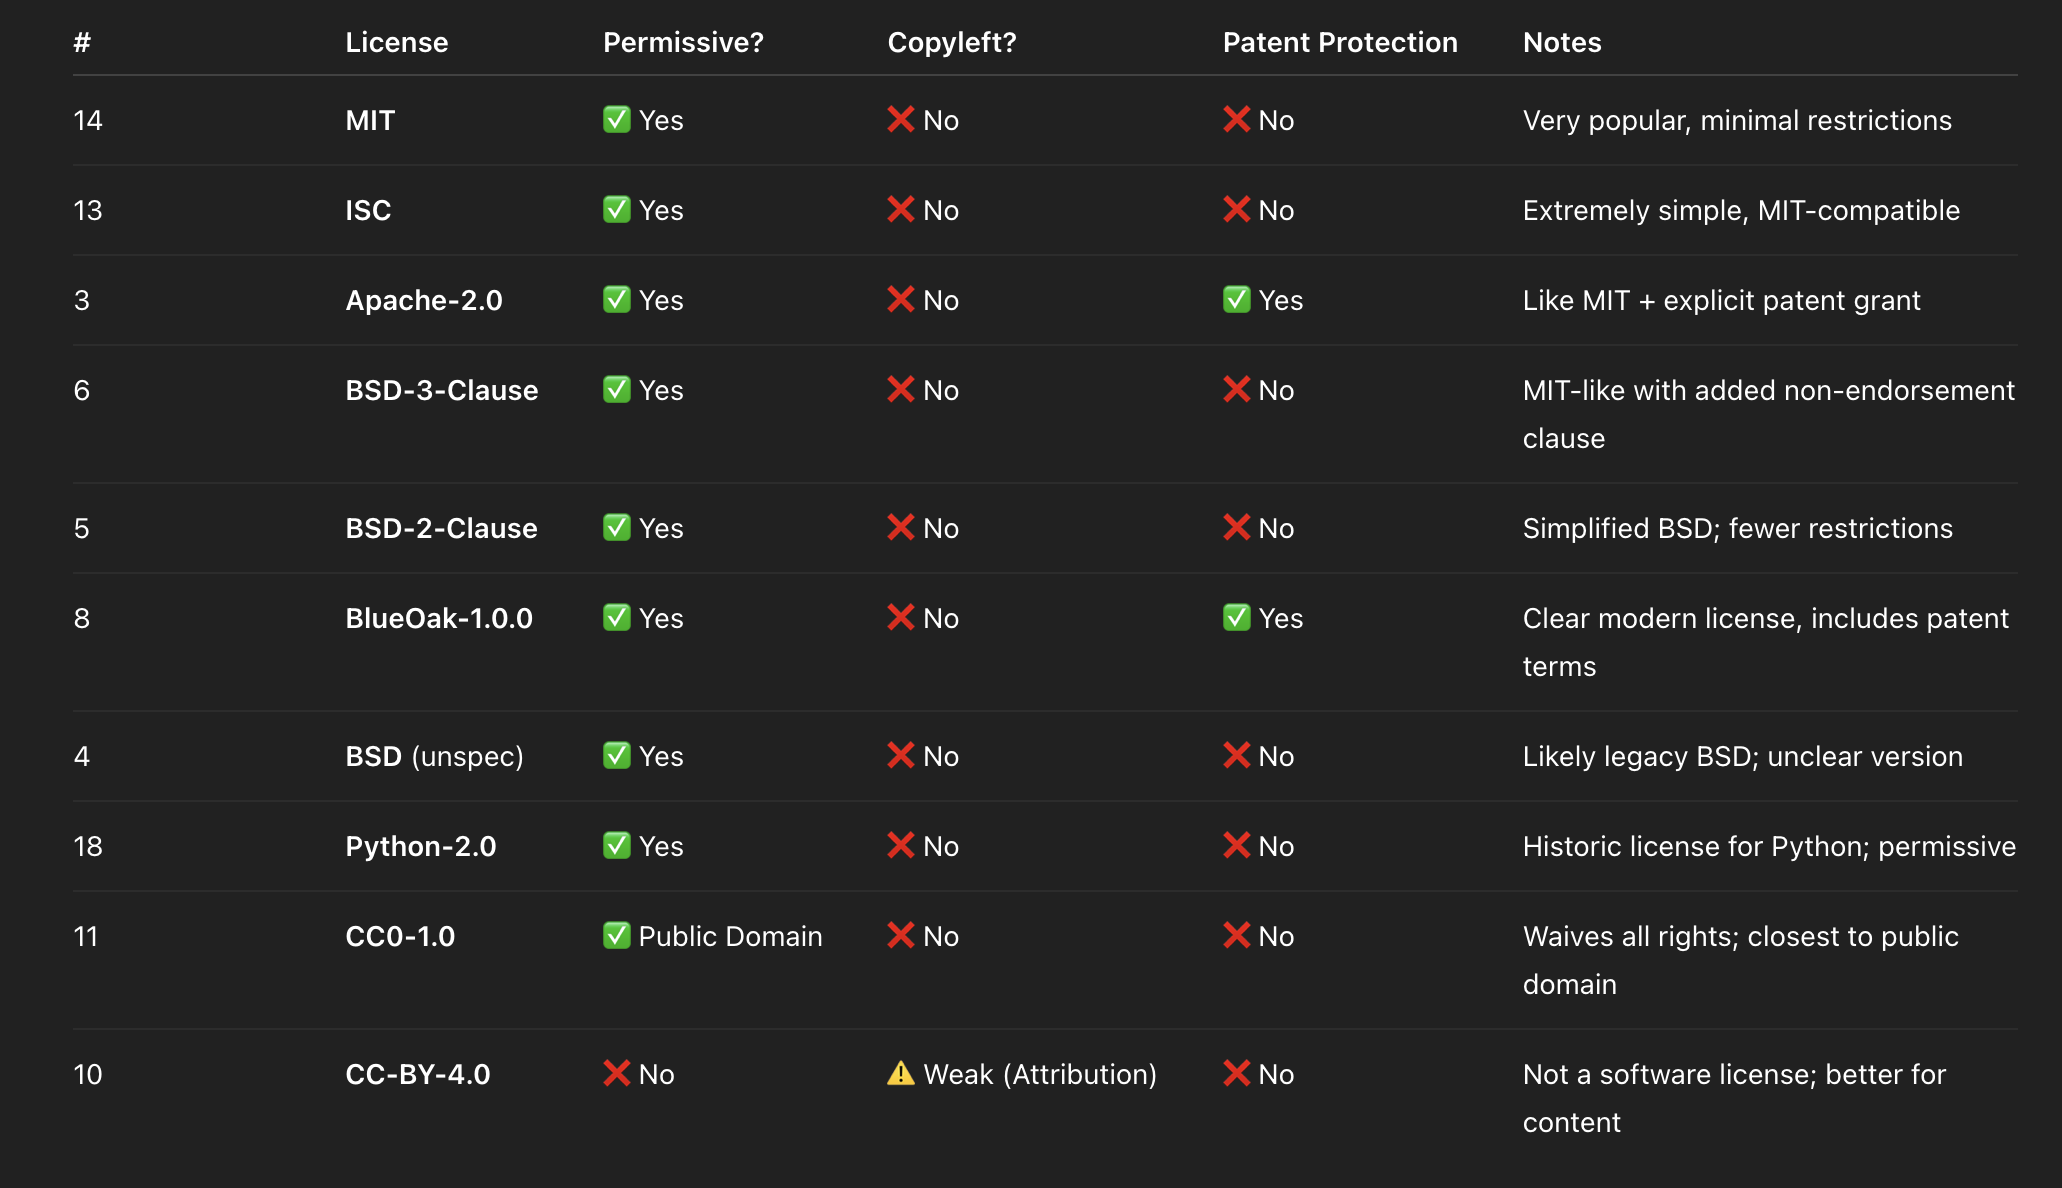 # License Permissive? Copyleft? Patent Protection Notes
14 MIT ✅ Yes ❌ No ❌ No Very popular, minimal restrictions
13 ISC ✅ Yes ❌ No ❌ No Extremely simple, MIT-compatible
3 Apache-2.0 ✅ Yes ❌ No ✅ Yes Like MIT + explicit patent grant
6 BSD-3-Clause ✅ Yes ❌ No ❌ No MIT-like with added non-endorsement
clause
5 BSD-2-Clause ✅ Yes ❌ No ❌ No Simplified BSD; fewer restrictions
8 BlueOak-1.0.0 ✅ Yes ❌ No ✅ Yes Clear modern license, includes patent
terms
4 BSD (unspec) ✅ Yes ❌ No ❌ No Likely legacy BSD; unclear version
18 Python-2.0 ✅ Yes ❌ No ❌ No Historic license for Python; permissive
11 CC0-1.0 ✅ Public Domain ❌ No ❌ No Waives all rights; closest to public
domain
10 CC-BY-4.0 ❌ No ⚠️ Weak (Attribution) ❌ No Not a software license; better for
content